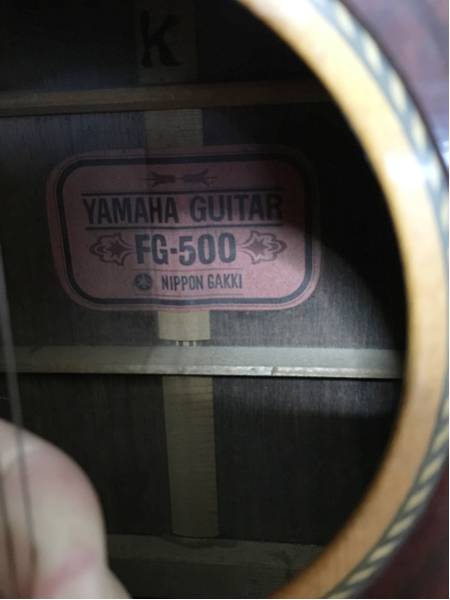 K
YAMAHA GUITAR
FG-500
NIPPON GAKKI